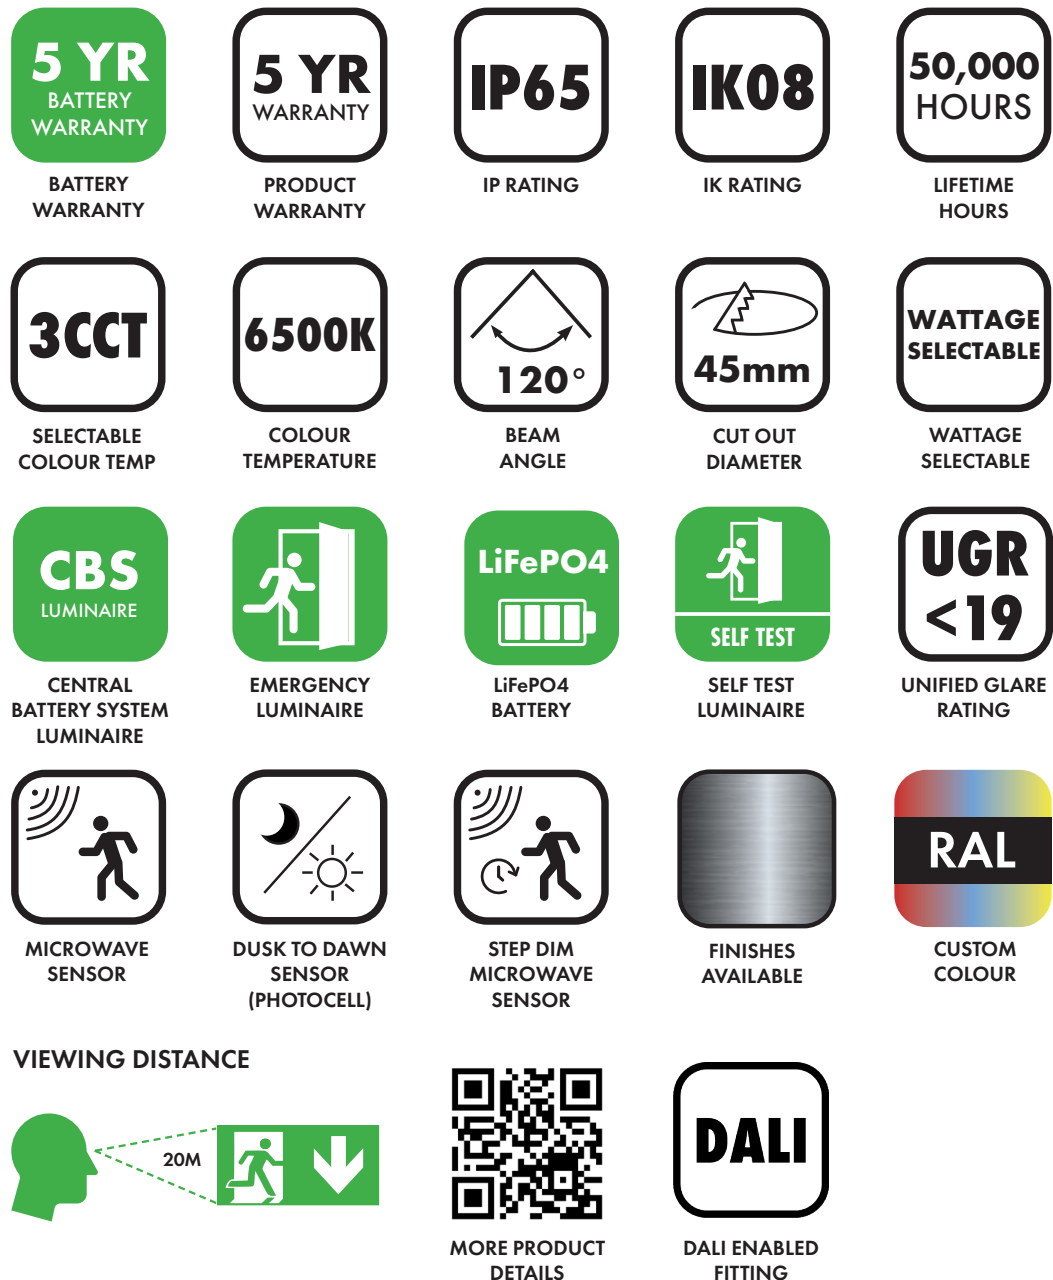 5 YR
BATTERY
WARRANTY
BATTERY
WARRANTY
5 YR
WARRANTY
PRODUCT
WARRANTY
IP65
IP RATING
IK08
IK RATING
50,000
HOURS
LIFETIME
HOURS
3CCT
SELECTABLE
COLOUR TEMP
6500K
COLOUR
TEMPERATURE
120°
BEAM
ANGLE
45mm
CUT OUT
DIAMETER
WATTAGE
SELECTABLE
WATTAGE
SELECTABLE
CBS
LUMINAIRE
CENTRAL
BATTERY SYSTEM
LUMINAIRE
EMERGENCY
LUMINAIRE
LiFePO4
LiFePO4
BATTERY
SELF TEST
SELF TEST
LUMINAIRE
UGR
<19
UNIFIED GLARE
RATING
MICROWAVE
SENSOR
DUSK TO DAWN
SENSOR
(PHOTOCELL)
STEP DIM
MICROWAVE
SENSOR
FINISHES
AVAILABLE
RAL
CUSTOM
COLOUR
VIEWING DISTANCE
20M
MORE PRODUCT
DETAILS
DALI
DALI ENABLED
FITTING